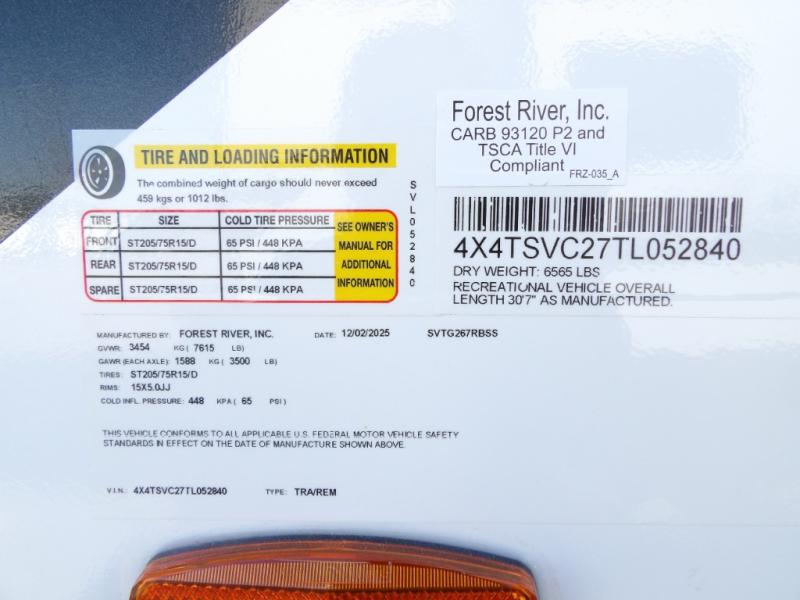 Forest River, Inc.
CARB 93120 P2 and
TSCA Title VI
Compliant FRZ-035_A
TIRE AND LOADING INFORMATION
The combined weight of cargo should never exceed
459 kgs or 1012 lbs.
TIRE SIZE COLD TIRE PRESSURE
FRONT ST205/75R15/D 65 PSI / 448 KPA
REAR ST205/75R15/D 65 PSI / 448 KPA
SPARE ST205/75R15/D 65 PSI / 448 KPA
SEE OWNER'S
MANUAL FOR
ADDITIONAL
INFORMATION
SVL052840
4X4TSVC27TL052840
DRY WEIGHT: 6565 LBS
RECREATIONAL VEHICLE OVERALL
LENGTH 30'7" AS MANUFACTURED.
MANUFACTURED BY: FOREST RIVER, INC. DATE: 12/02/2025 SVTG267RBSS
GVWR: 3454 KG ( 7615 LB)
GAWR (EACH AXLE): 1588 KG ( 3500 LB)
TIRES: ST205/75R15/D
RIMS: 15X5.0JJ
COLD INFL. PRESSURE: 448 KPA ( 65 PSI )
THIS VEHICLE CONFORMS TO ALL APPLICABLE U.S. FEDERAL MOTOR VEHICLE SAFETY
STANDARDS IN EFFECT ON THE DATE OF MANUFACTURE SHOWN ABOVE.
V.I.N.: 4X4TSVC27TL052840 TYPE: TRA/REM